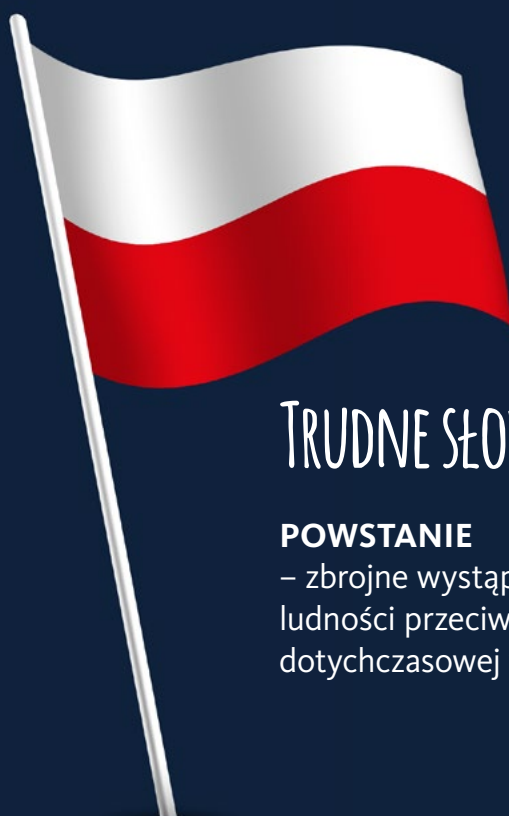 TRUDNE
POWSTANIE
– zbrojne
ludności
dotychczasowej